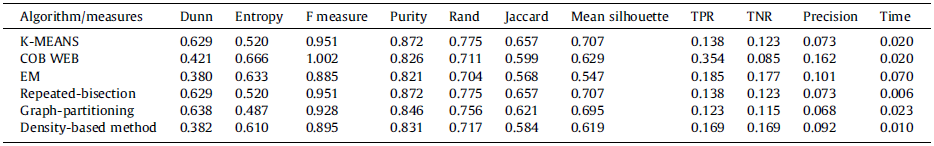 Algorithm/measures Dunn Entropy F measure Purity Rand Jaccard Mean silhouette TPR TNR Precision Time
K-MEANS 0.629 0.520 0.951 0.872 0.775 0.657 0.707 0.138 0.123 0.073 0.020
COB WEB 0.421 0.666 1.002 0.826 0.711 0.599 0.629 0.354 0.085 0.162 0.020
EM 0.380 0.633 0.885 0.821 0.704 0.568 0.547 0.185 0.177 0.101 0.070
Repeated-bisection 0.629 0.520 0.951 0.872 0.775 0.657 0.707 0.138 0.123 0.073 0.006
Graph-partitioning 0.638 0.487 0.928 0.846 0.756 0.621 0.695 0.123 0.115 0.068 0.023
Density-based method 0.382 0.610 0.895 0.831 0.717 0.584 0.619 0.169 0.169 0.092 0.010